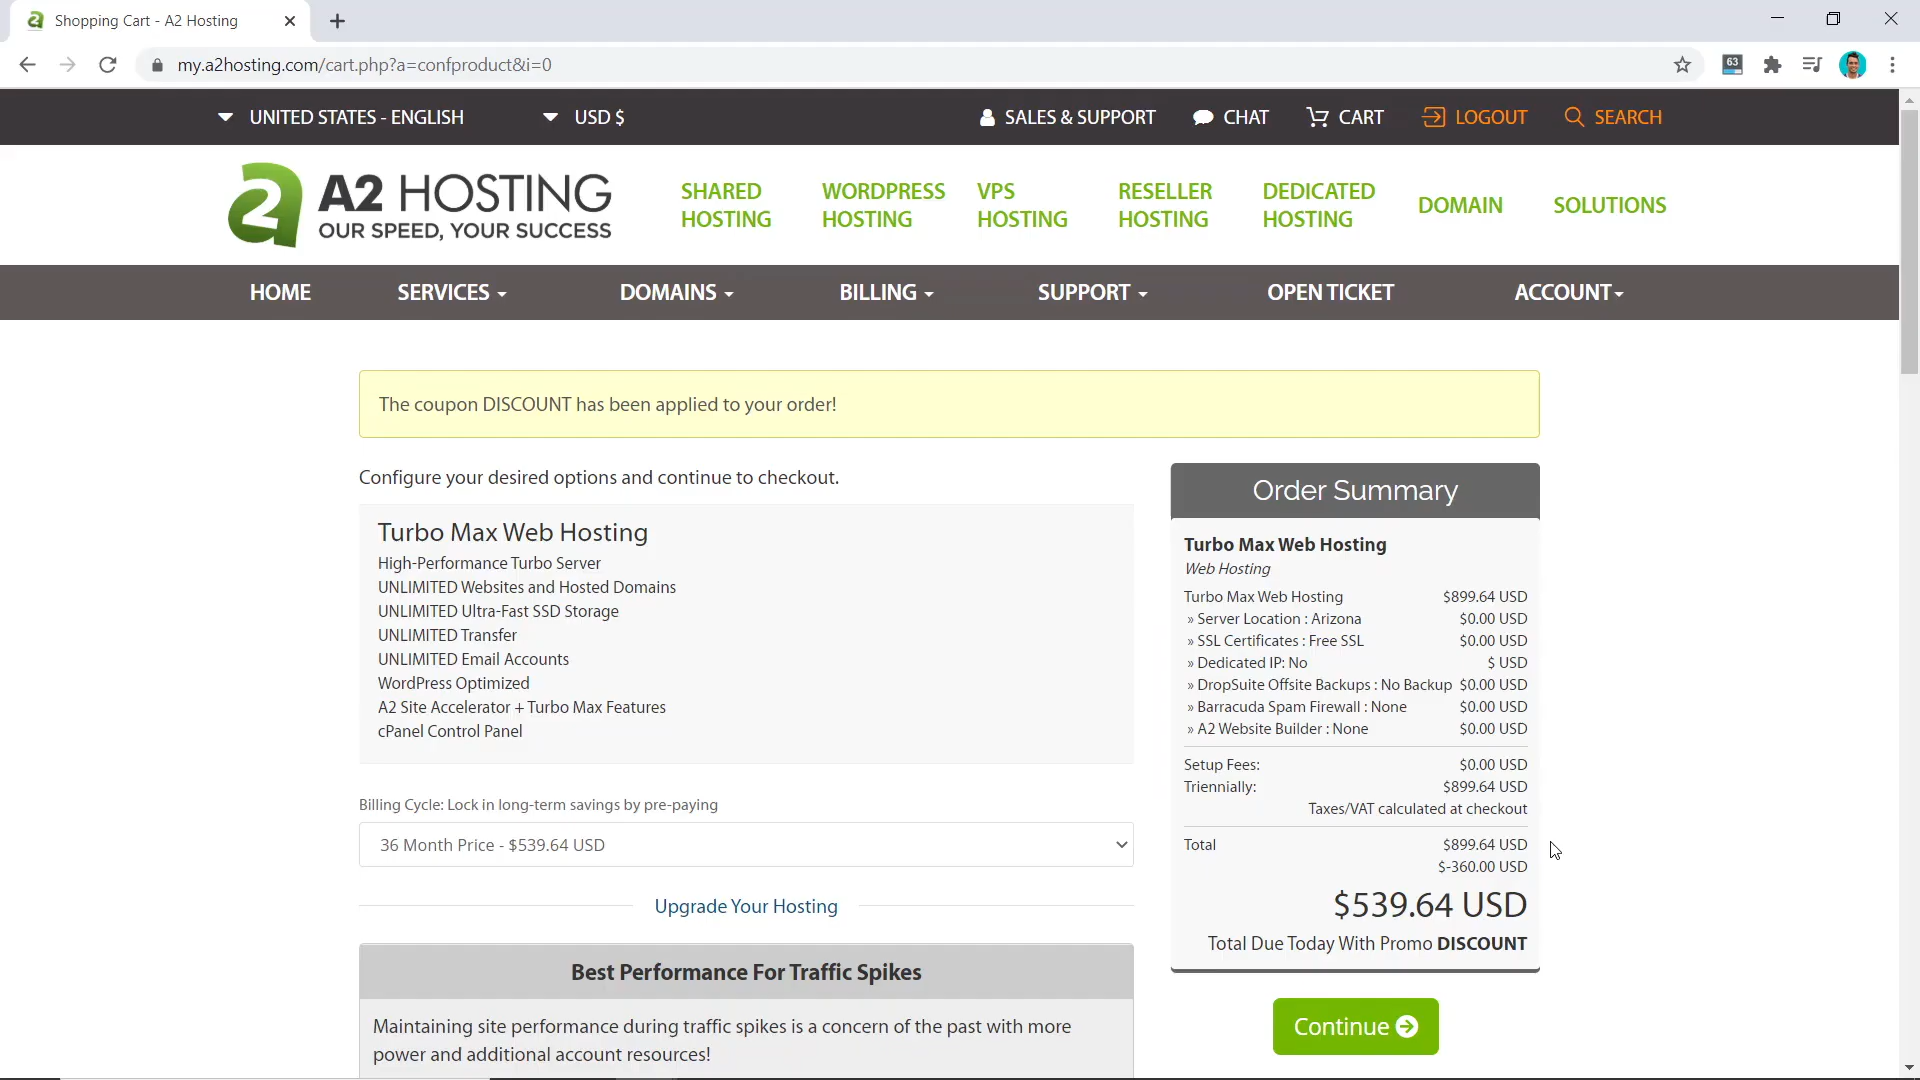 Shopping Cart - A2 Hosting
my.a2hosting.com/cart.php?a=confproduct&i=0
63
UNITED STATES - ENGLISH
USD $
SALES & SUPPORT
CHAT
CART
LOGOUT
SEARCH
A2 HOSTING
OUR SPEED, YOUR SUCCESS
SHARED
HOSTING
WORDPRESS
HOSTING
VPS
HOSTING
RESELLER
HOSTING
DEDICATED
HOSTING
DOMAIN
SOLUTIONS
HOME
SERVICES
DOMAINS
BILLING
SUPPORT
OPEN TICKET
ACCOUNT
The coupon DISCOUNT has been applied to your order!
Configure your desired options and continue to checkout.
Turbo Max Web Hosting
High-Performance Turbo Server
UNLIMITED Websites and Hosted Domains
UNLIMITED Ultra-Fast SSD Storage
UNLIMITED Transfer
UNLIMITED Email Accounts
WordPress Optimized
A2 Site Accelerator + Turbo Max Features
cPanel Control Panel
Billing Cycle: Lock in long-term savings by pre-paying
36 Month Price - $539.64 USD
Upgrade Your Hosting
Best Performance For Traffic Spikes
Maintaining site performance during traffic spikes is a concern of the past with more
power and additional account resources!
Order Summary
Turbo Max Web Hosting
Web Hosting
Turbo Max Web Hosting $899.64 USD
» Server Location : Arizona $0.00 USD
» SSL Certificates : Free SSL $0.00 USD
» Dedicated IP: No $ USD
» DropSuite Offsite Backups : No Backup $0.00 USD
» Barracuda Spam Firewall : None $0.00 USD
» A2 Website Builder : None $0.00 USD
Setup Fees: $0.00 USD
Triennially: $899.64 USD
Taxes/VAT calculated at checkout
Total $899.64 USD
$-360.00 USD
$539.64 USD
Total Due Today With Promo DISCOUNT
Continue